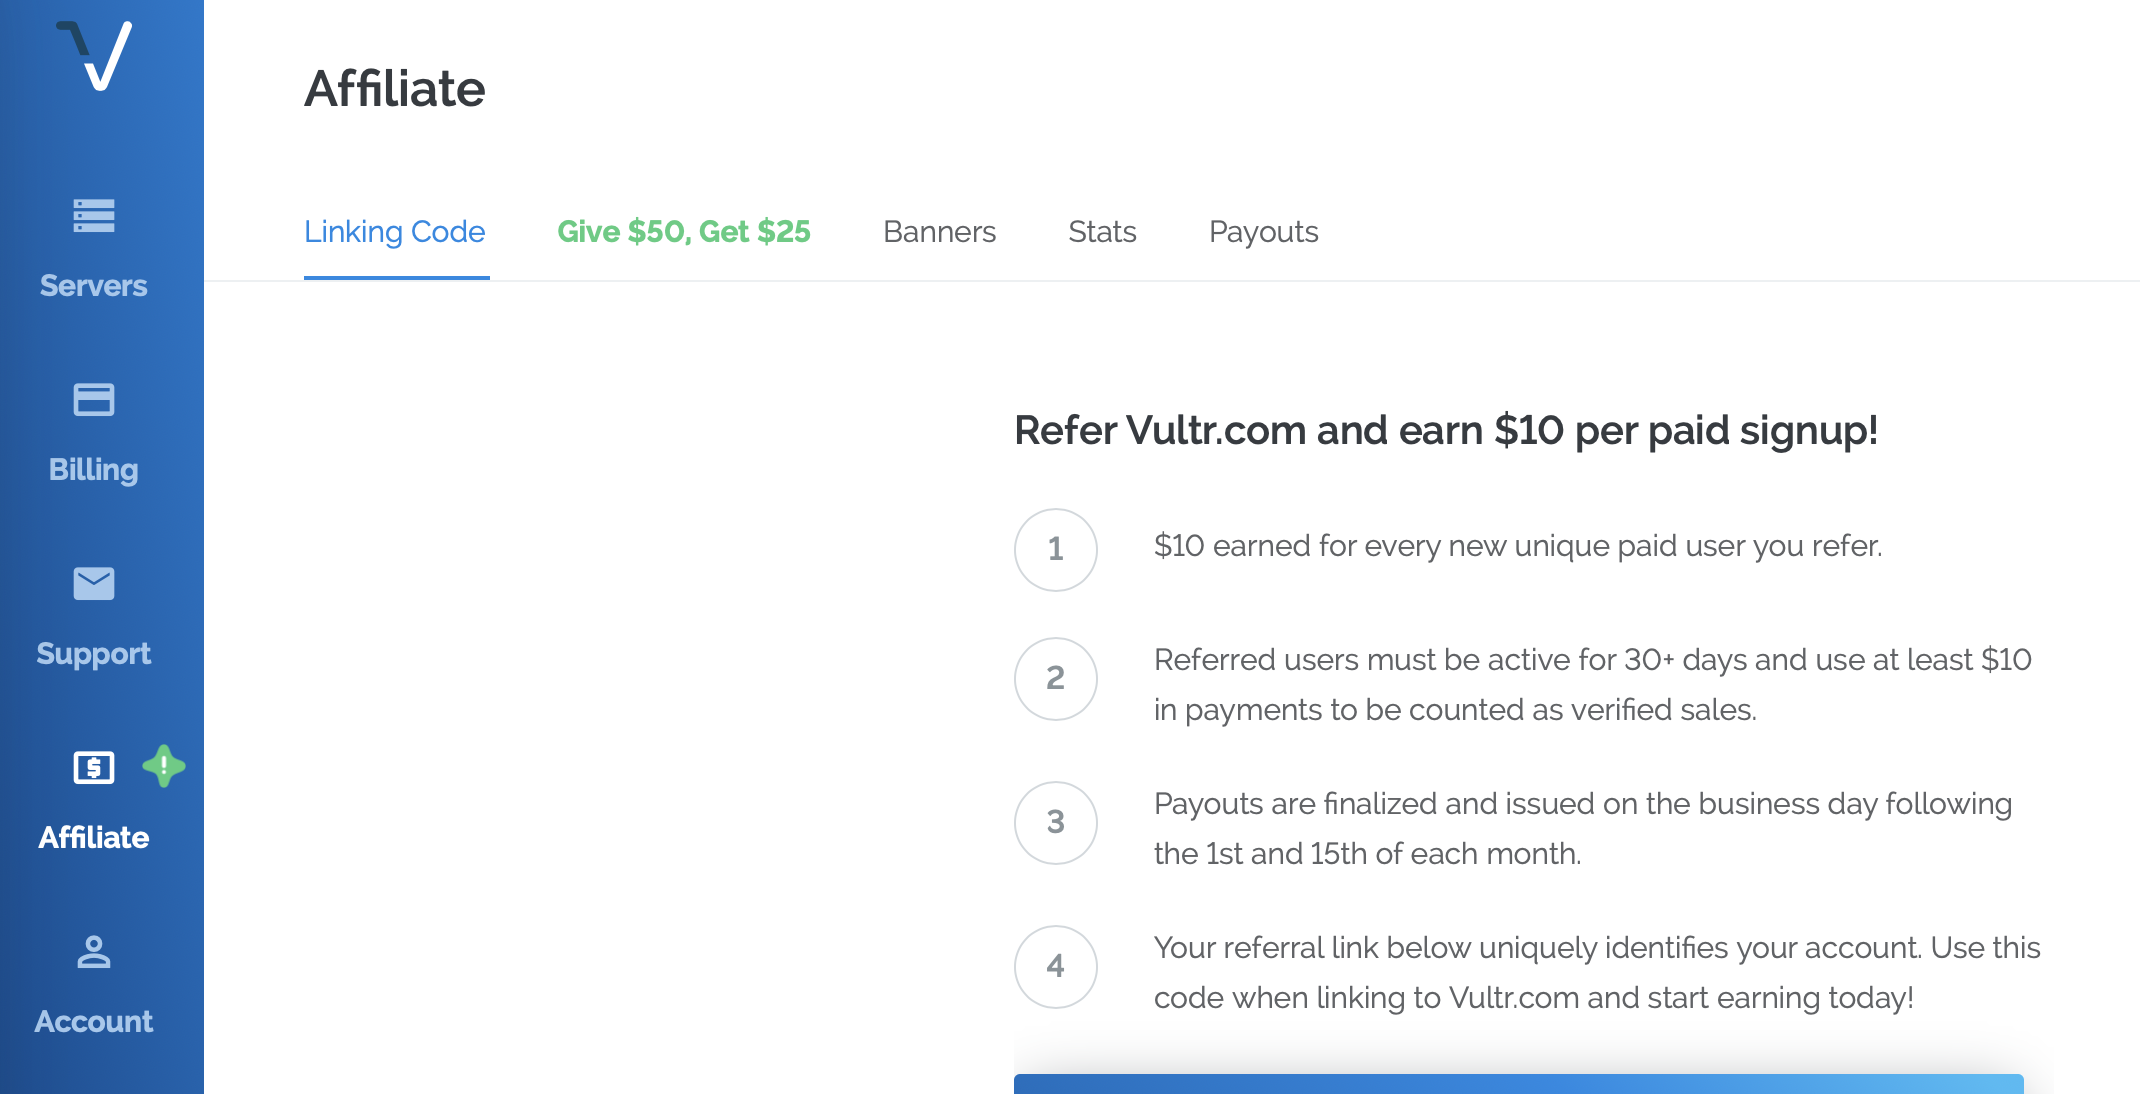 Servers
Billing
Support
Affiliate
Account
Affiliate
Linking Code
Give $50, Get $25
Banners
Stats
Payouts
Refer Vultr.com and earn $10 per paid signup!
1
$10 earned for every new unique paid user you refer.
2
Referred users must be active for 30+ days and use at least $10
in payments to be counted as verified sales.
3
Payouts are finalized and issued on the business day following
the 1st and 15th of each month.
4
Your referral link below uniquely identifies your account. Use this
code when linking to Vultr.com and start earning today!